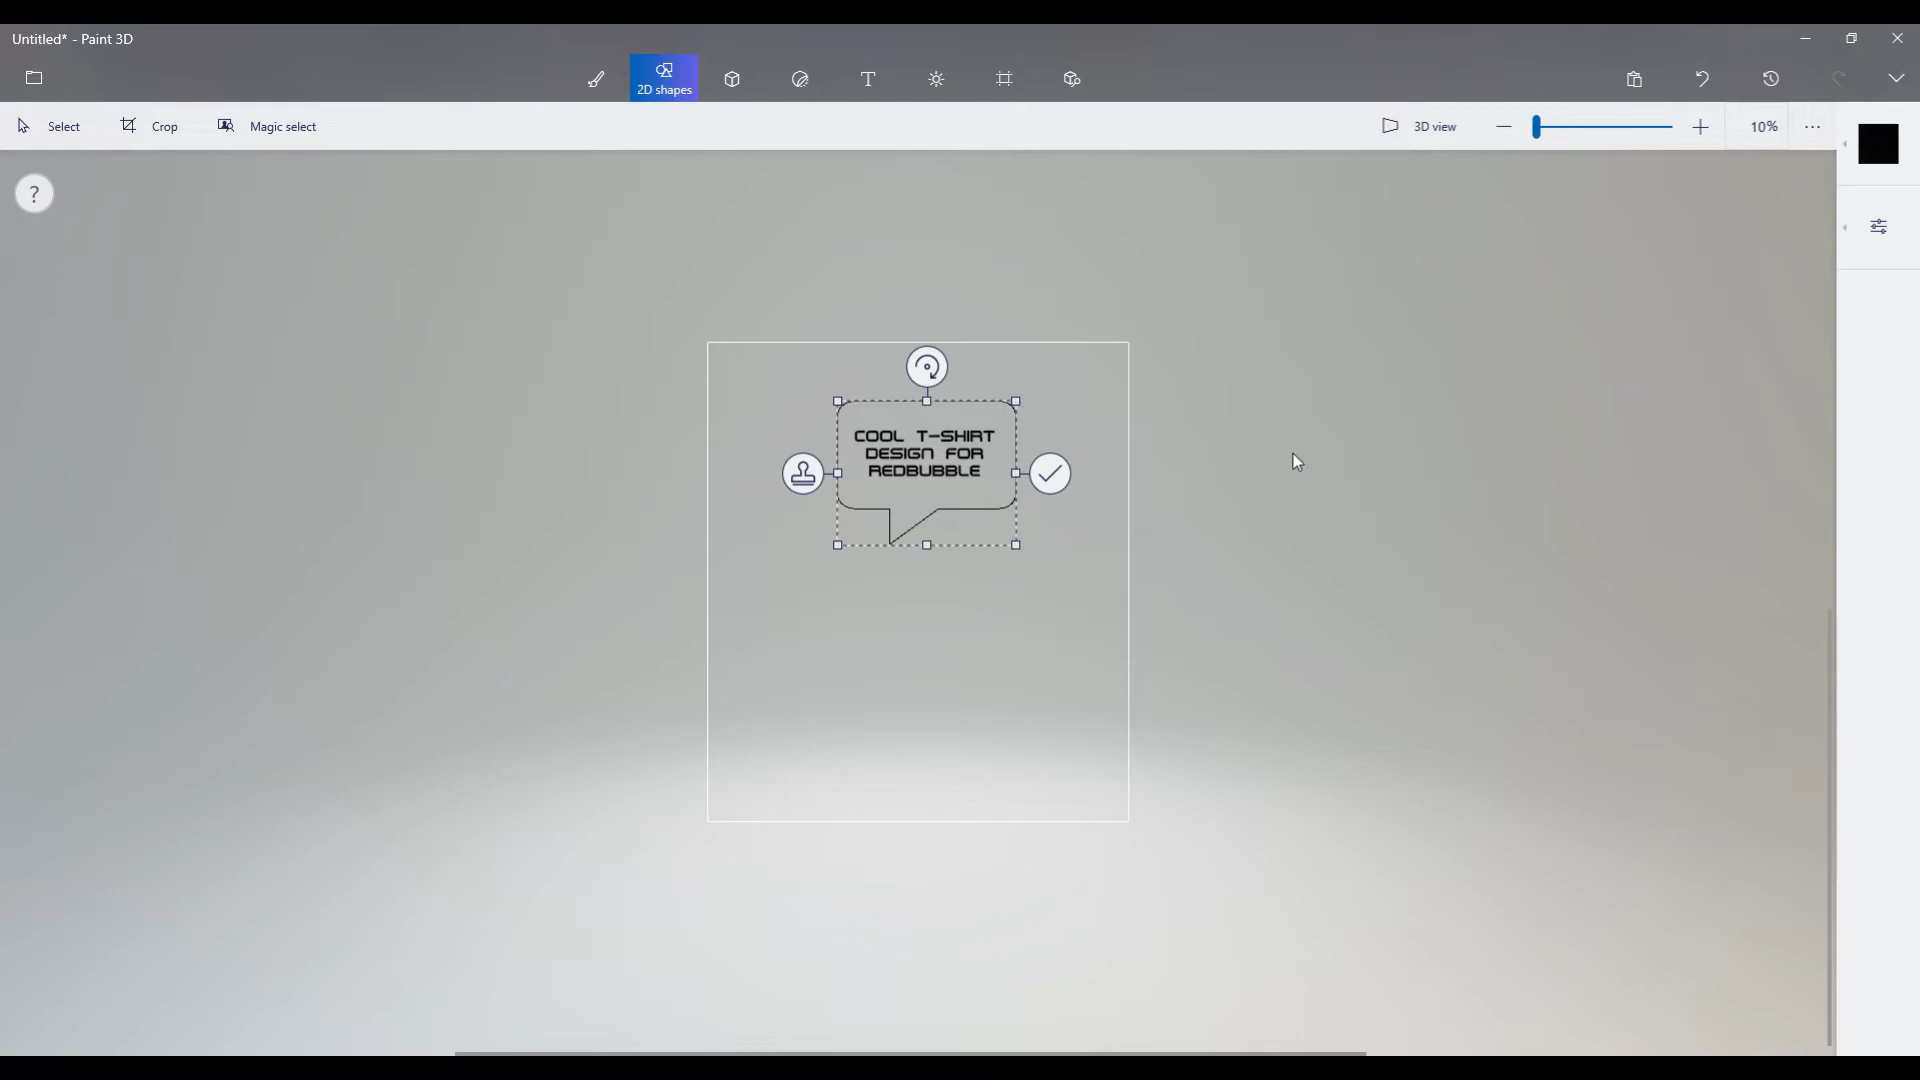 Untitled* - Paint 3D
2D shapes
Select
Crop
Magic select
3D view
10%
?
COOL T-SHIRT
DESIGN FOR
REDBUBBLE